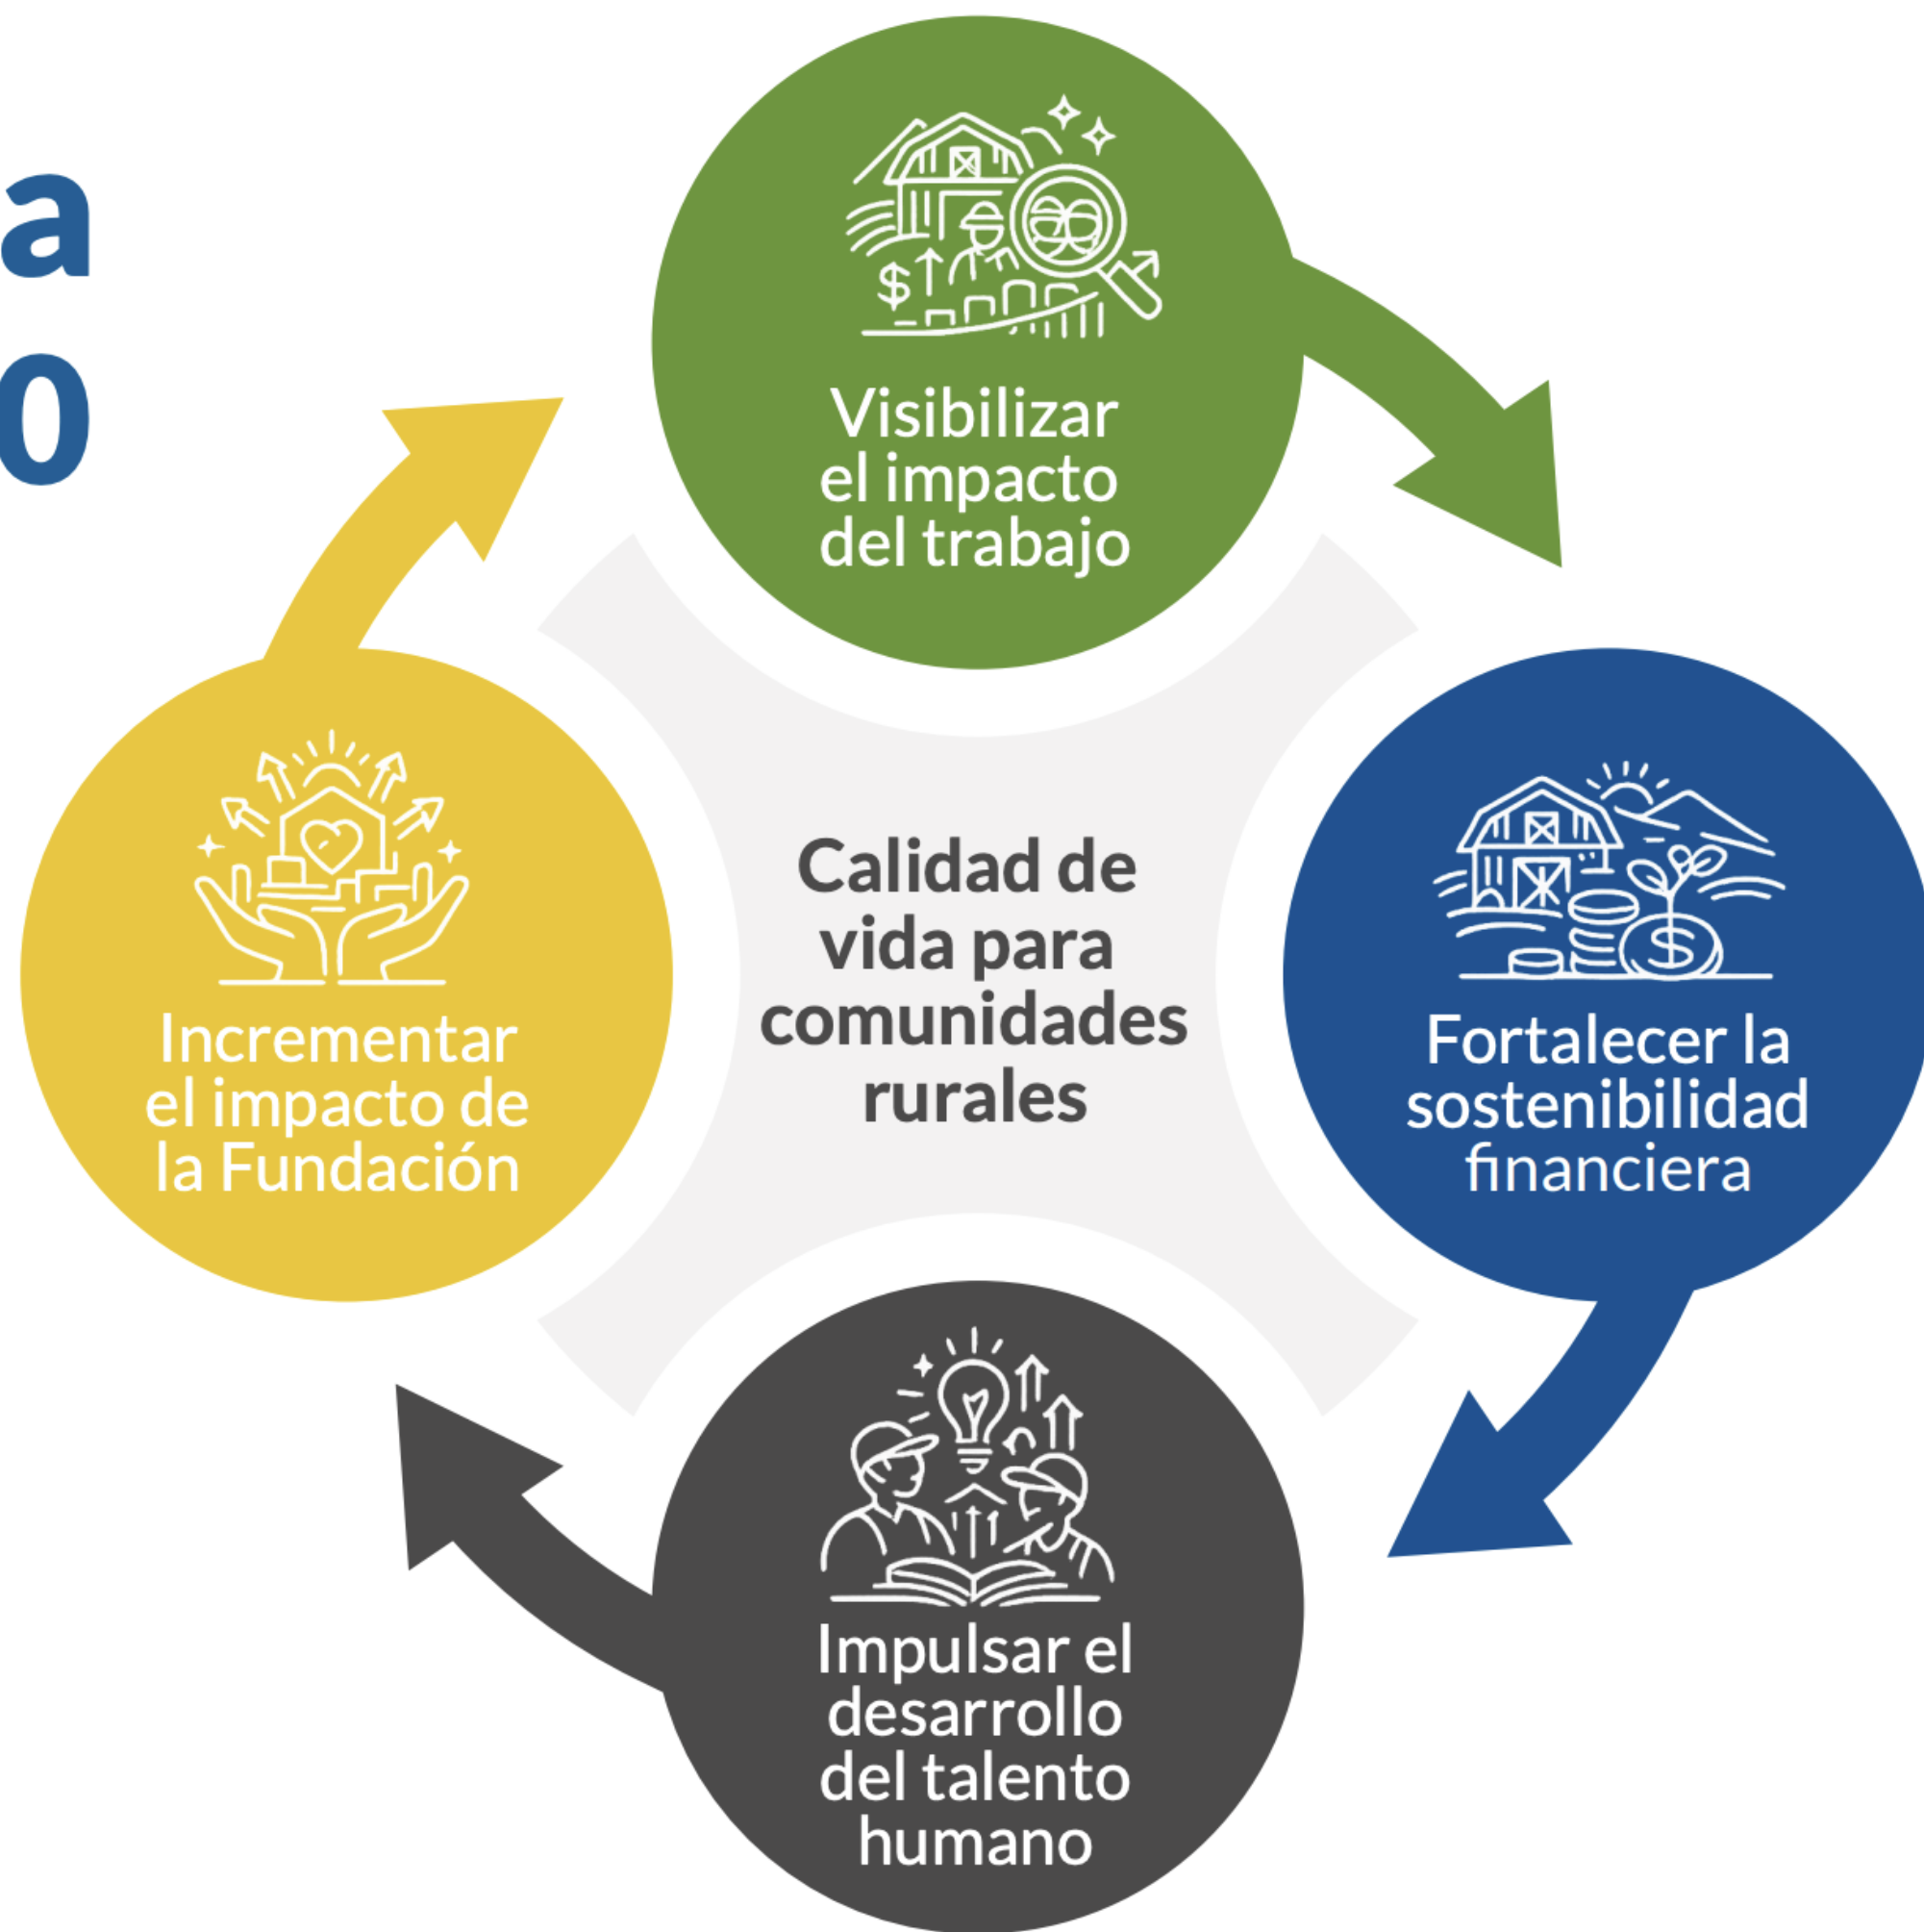 a
0
Visibilizar
el impacto
del trabajo
Fortalecer la
sostenibilidad
financiera
Impulsar el
desarrollo
del talento
humano
Incrementar
el impacto de
la Fundación
Calidad de
vida para
comunidades
rurales